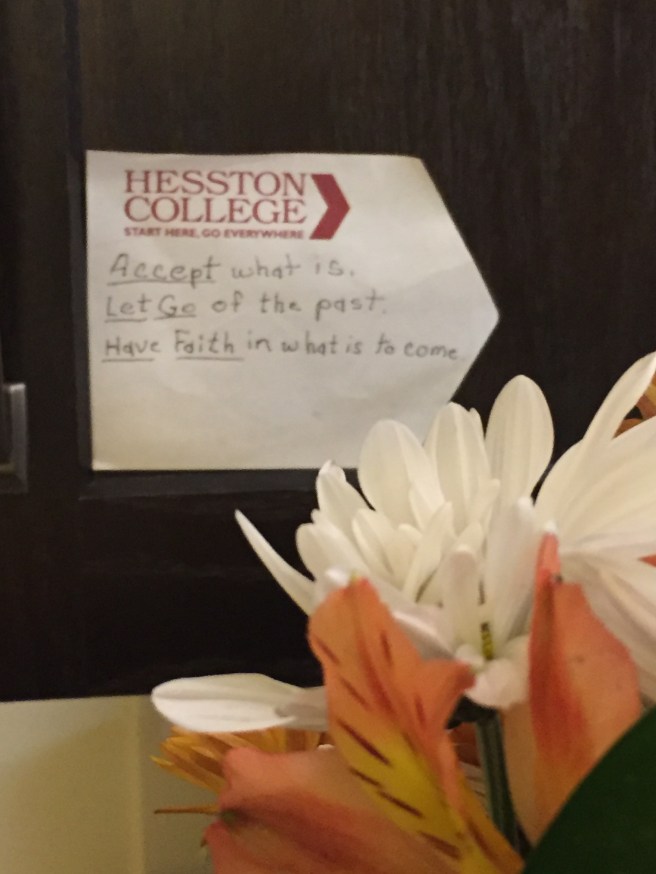 HESSTON
COLLEGE
START HERE, GO EVERYWHERE
Accept what is.
Let Go of the past.
Have Faith in what is to come.